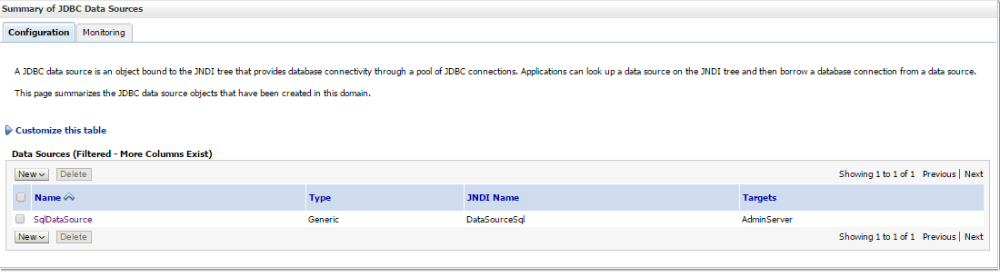 Summary of JDBC Data Sources
Configuration Monitoring
A JDBC data source is an object bound to the JNDI tree that provides database connectivity through a pool of JDBC connections. Applications can look up a data source on the JNDI tree and then borrow a database connection from a data source.
This page summarizes the JDBC data source objects that have been created in this domain.
Customize this table
Data Sources (Filtered - More Columns Exist)
New Delete Showing 1 to 1 of 1 Previous | Next
Name Type JNDI Name Targets
SqlDataSource Generic DataSourceSql AdminServer
New Delete Showing 1 to 1 of 1 Previous | Next